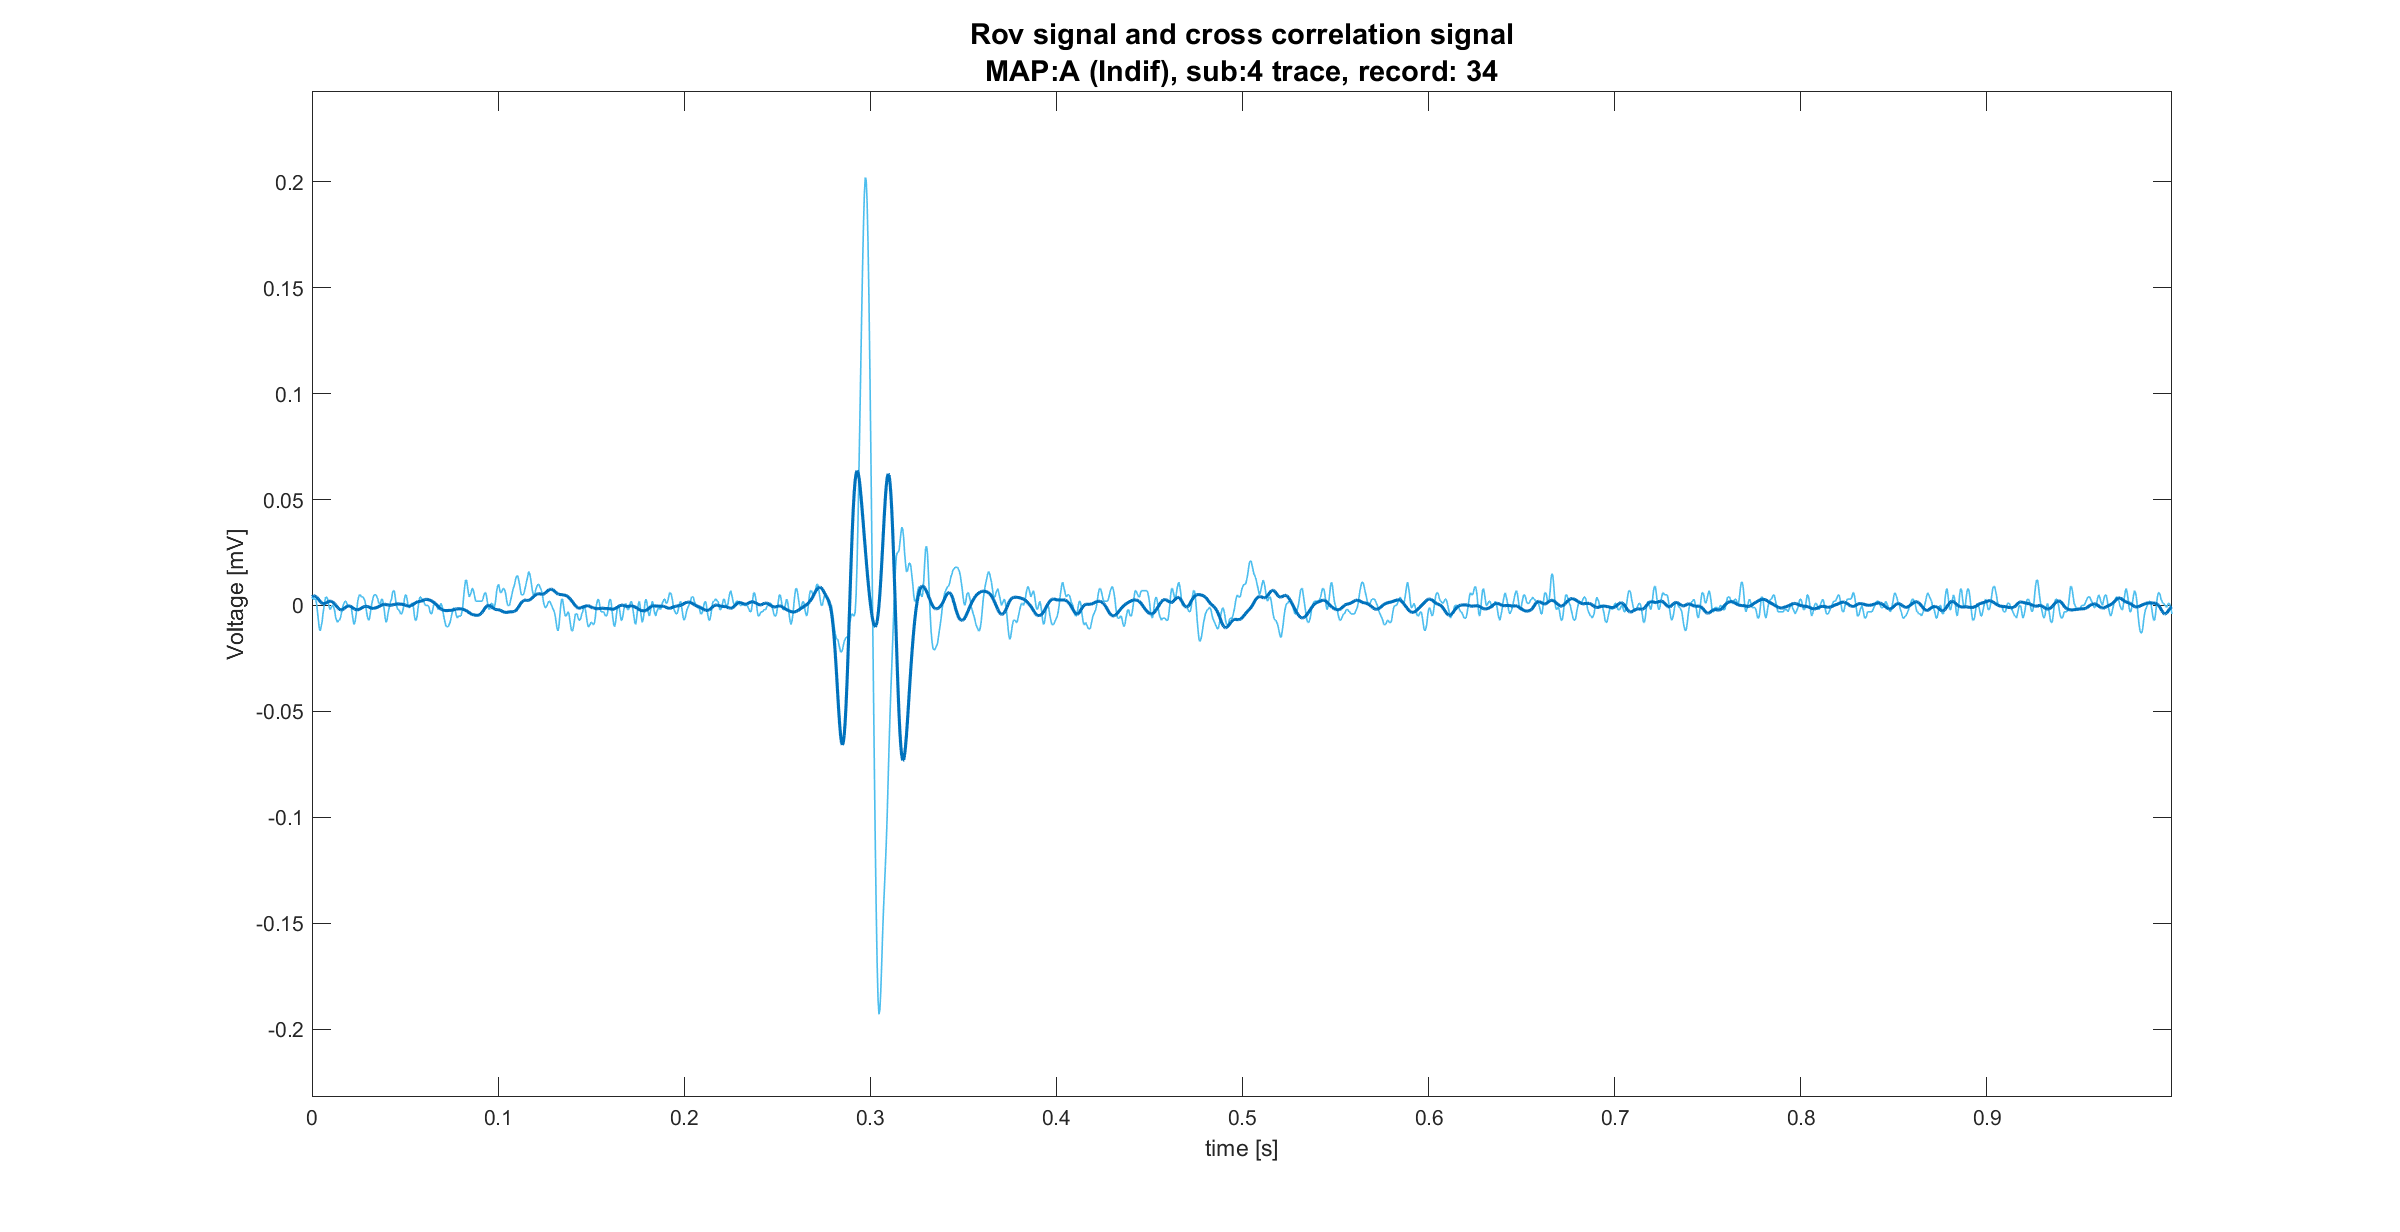 Rov signal and cross correlation signal
MAP:A (Indif), sub:4 trace, record: 34
Voltage [mV]
0.2
0.15
0.1
0.05
0
-0.05
-0.1
-0.15
-0.2
0 0.1 0.2 0.3 0.4 0.5 0.6 0.7 0.8 0.9
time [s]